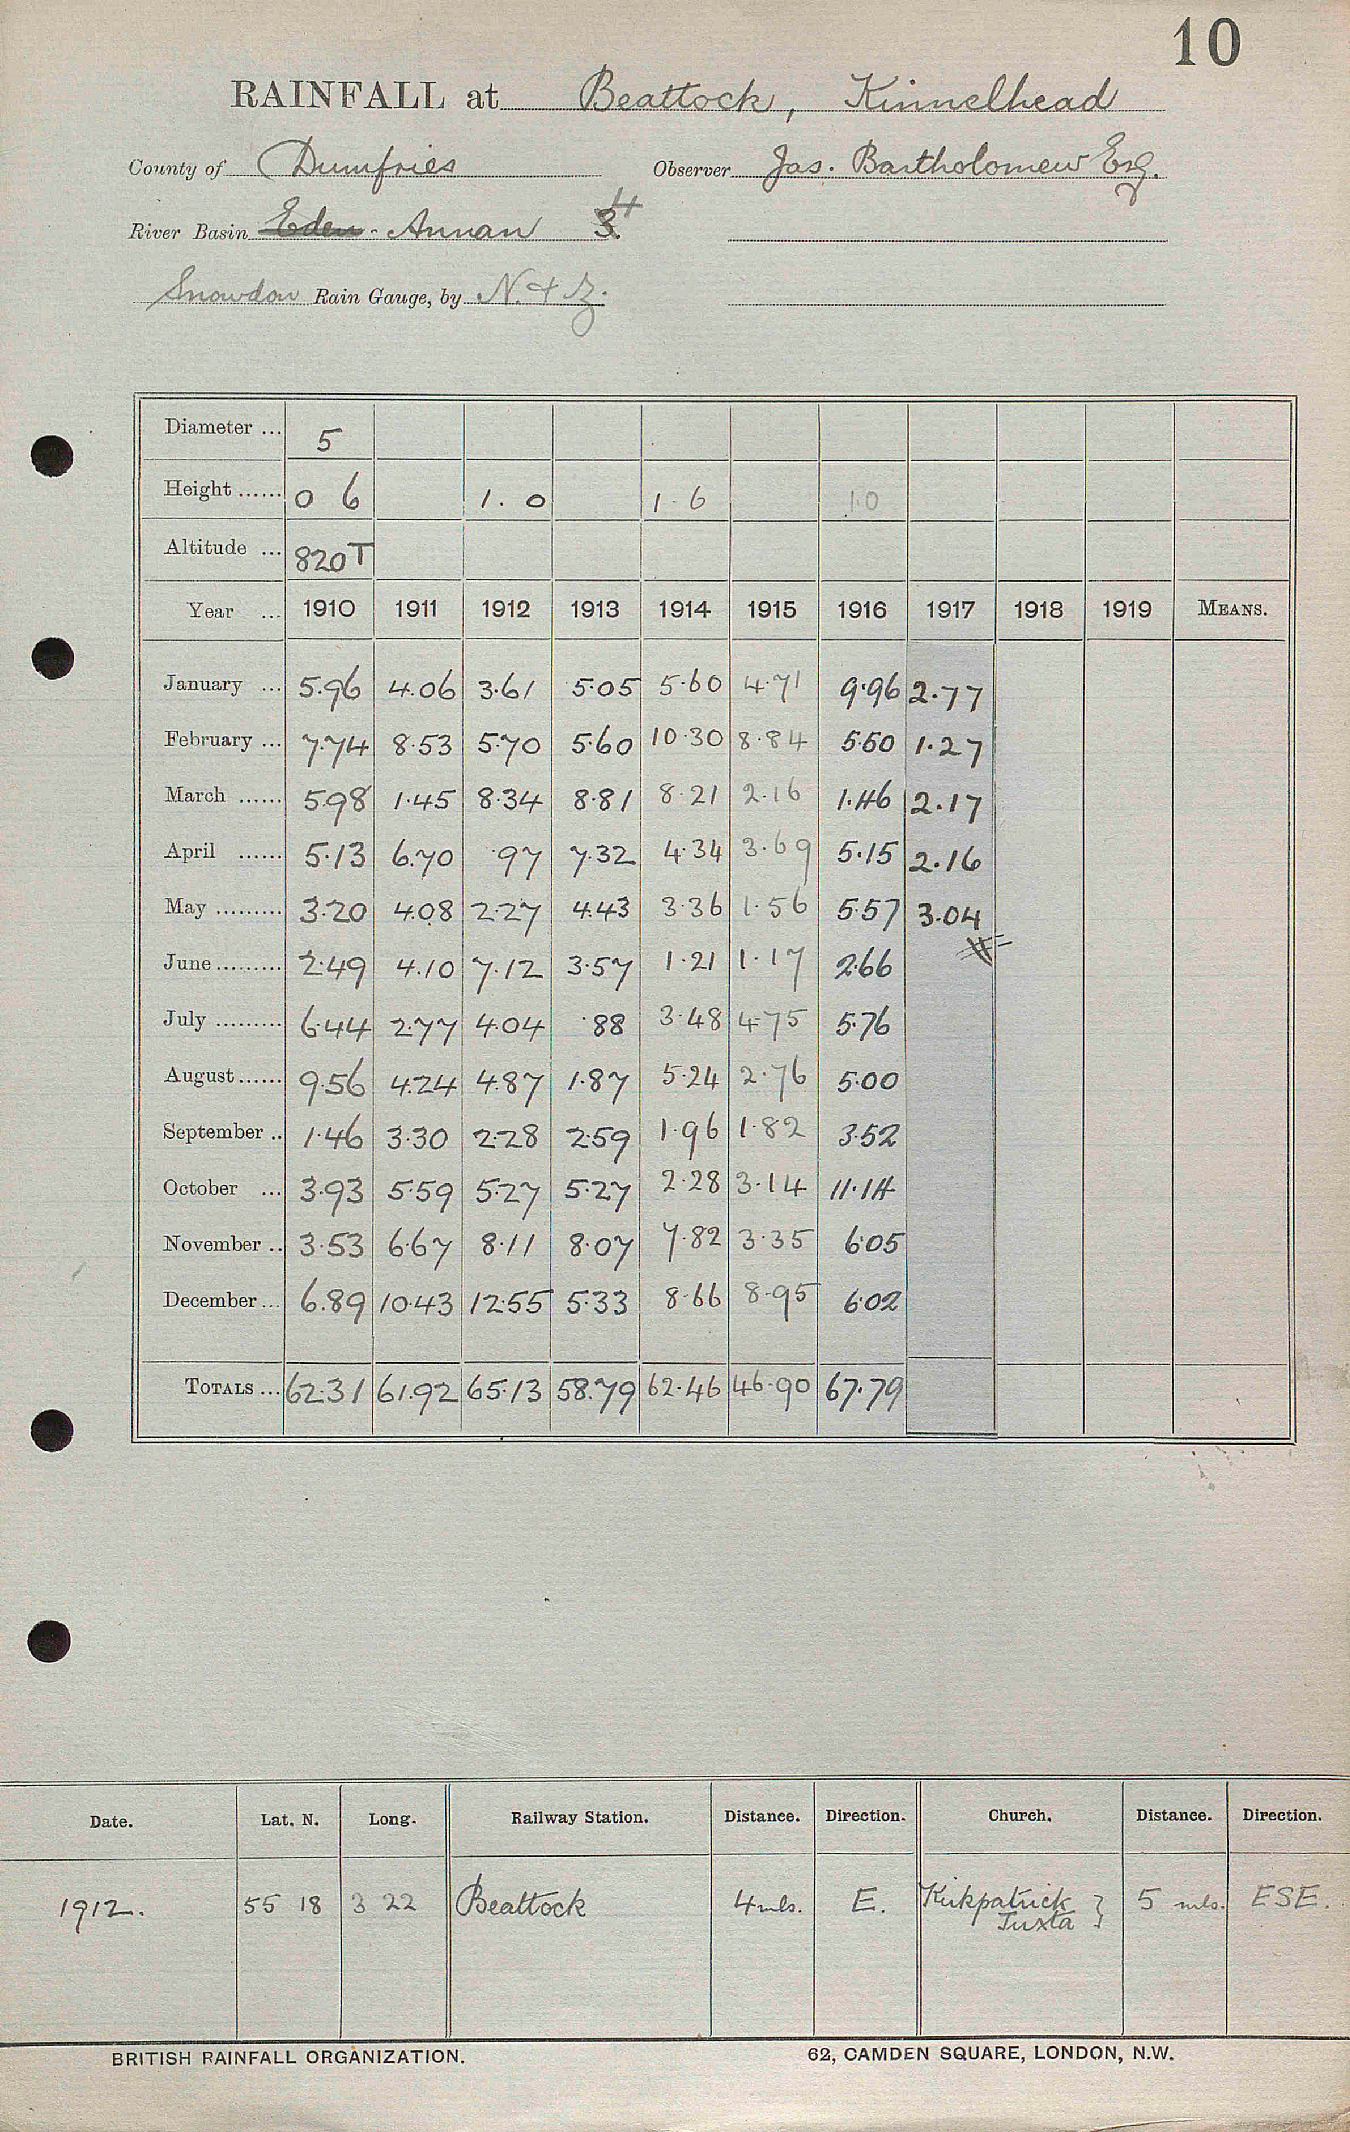 10
RAINFALL at Beattock, Kinnelhead
County of Dumfries Observer Jas. Bartholomew Esq.
River Basin Eden - Annan 3 4
Snowdon Rain Gauge, by N. & Z.
Diameter ... 5
Height ...... 0 6 1. 0 1 . 6 1.0
Altitude ... 820T
Year ... 1910 1911 1912 1913 1914 1915 1916 1917 1918 1919 MEANS.
January ... 5.96 4.06 3.61 5.05 5.60 4.71 9.96 2.77
February ... 7.74 8.53 5.70 5.60 10.30 8.84 5.50 1.27
March ...... 5.98 1.45 8.34 8.81 8.21 2.16 1.46 2.17
April ...... 5.13 6.70 .97 7.32 4.34 3.69 5.15 2.16
May ......... 3.20 4.08 2.27 4.43 3.36 1.56 5.57 3.04
June ......... 2.49 4.10 7.12 3.57 1.21 1.17 2.66
July ......... 6.44 2.77 4.04 .88 3.48 4.75 5.76
August ...... 9.56 4.24 4.87 1.87 5.24 2.76 5.00
September .. 1.46 3.30 2.28 2.59 1.96 1.82 3.52
October ... 3.93 5.59 5.27 5.27 2.28 3.14 11.14
November .. 3.53 6.67 8.11 8.07 7.82 3.35 6.05
December ... 6.89 10.43 12.55 5.33 8.66 8.95 6.02
TOTALS ... 62.31 61.92 65.13 58.79 62.46 46.90 67.79
Date. Lat. N. Long. Railway Station. Distance. Direction. Church. Distance. Direction.
1912. 55 18 3 22 Beattock 4 mls. E. Kirkpatrick } 5 mls. ESE.
Juxta
BRITISH RAINFALL ORGANIZATION. 62, CAMDEN SQUARE, LONDON, N.W.